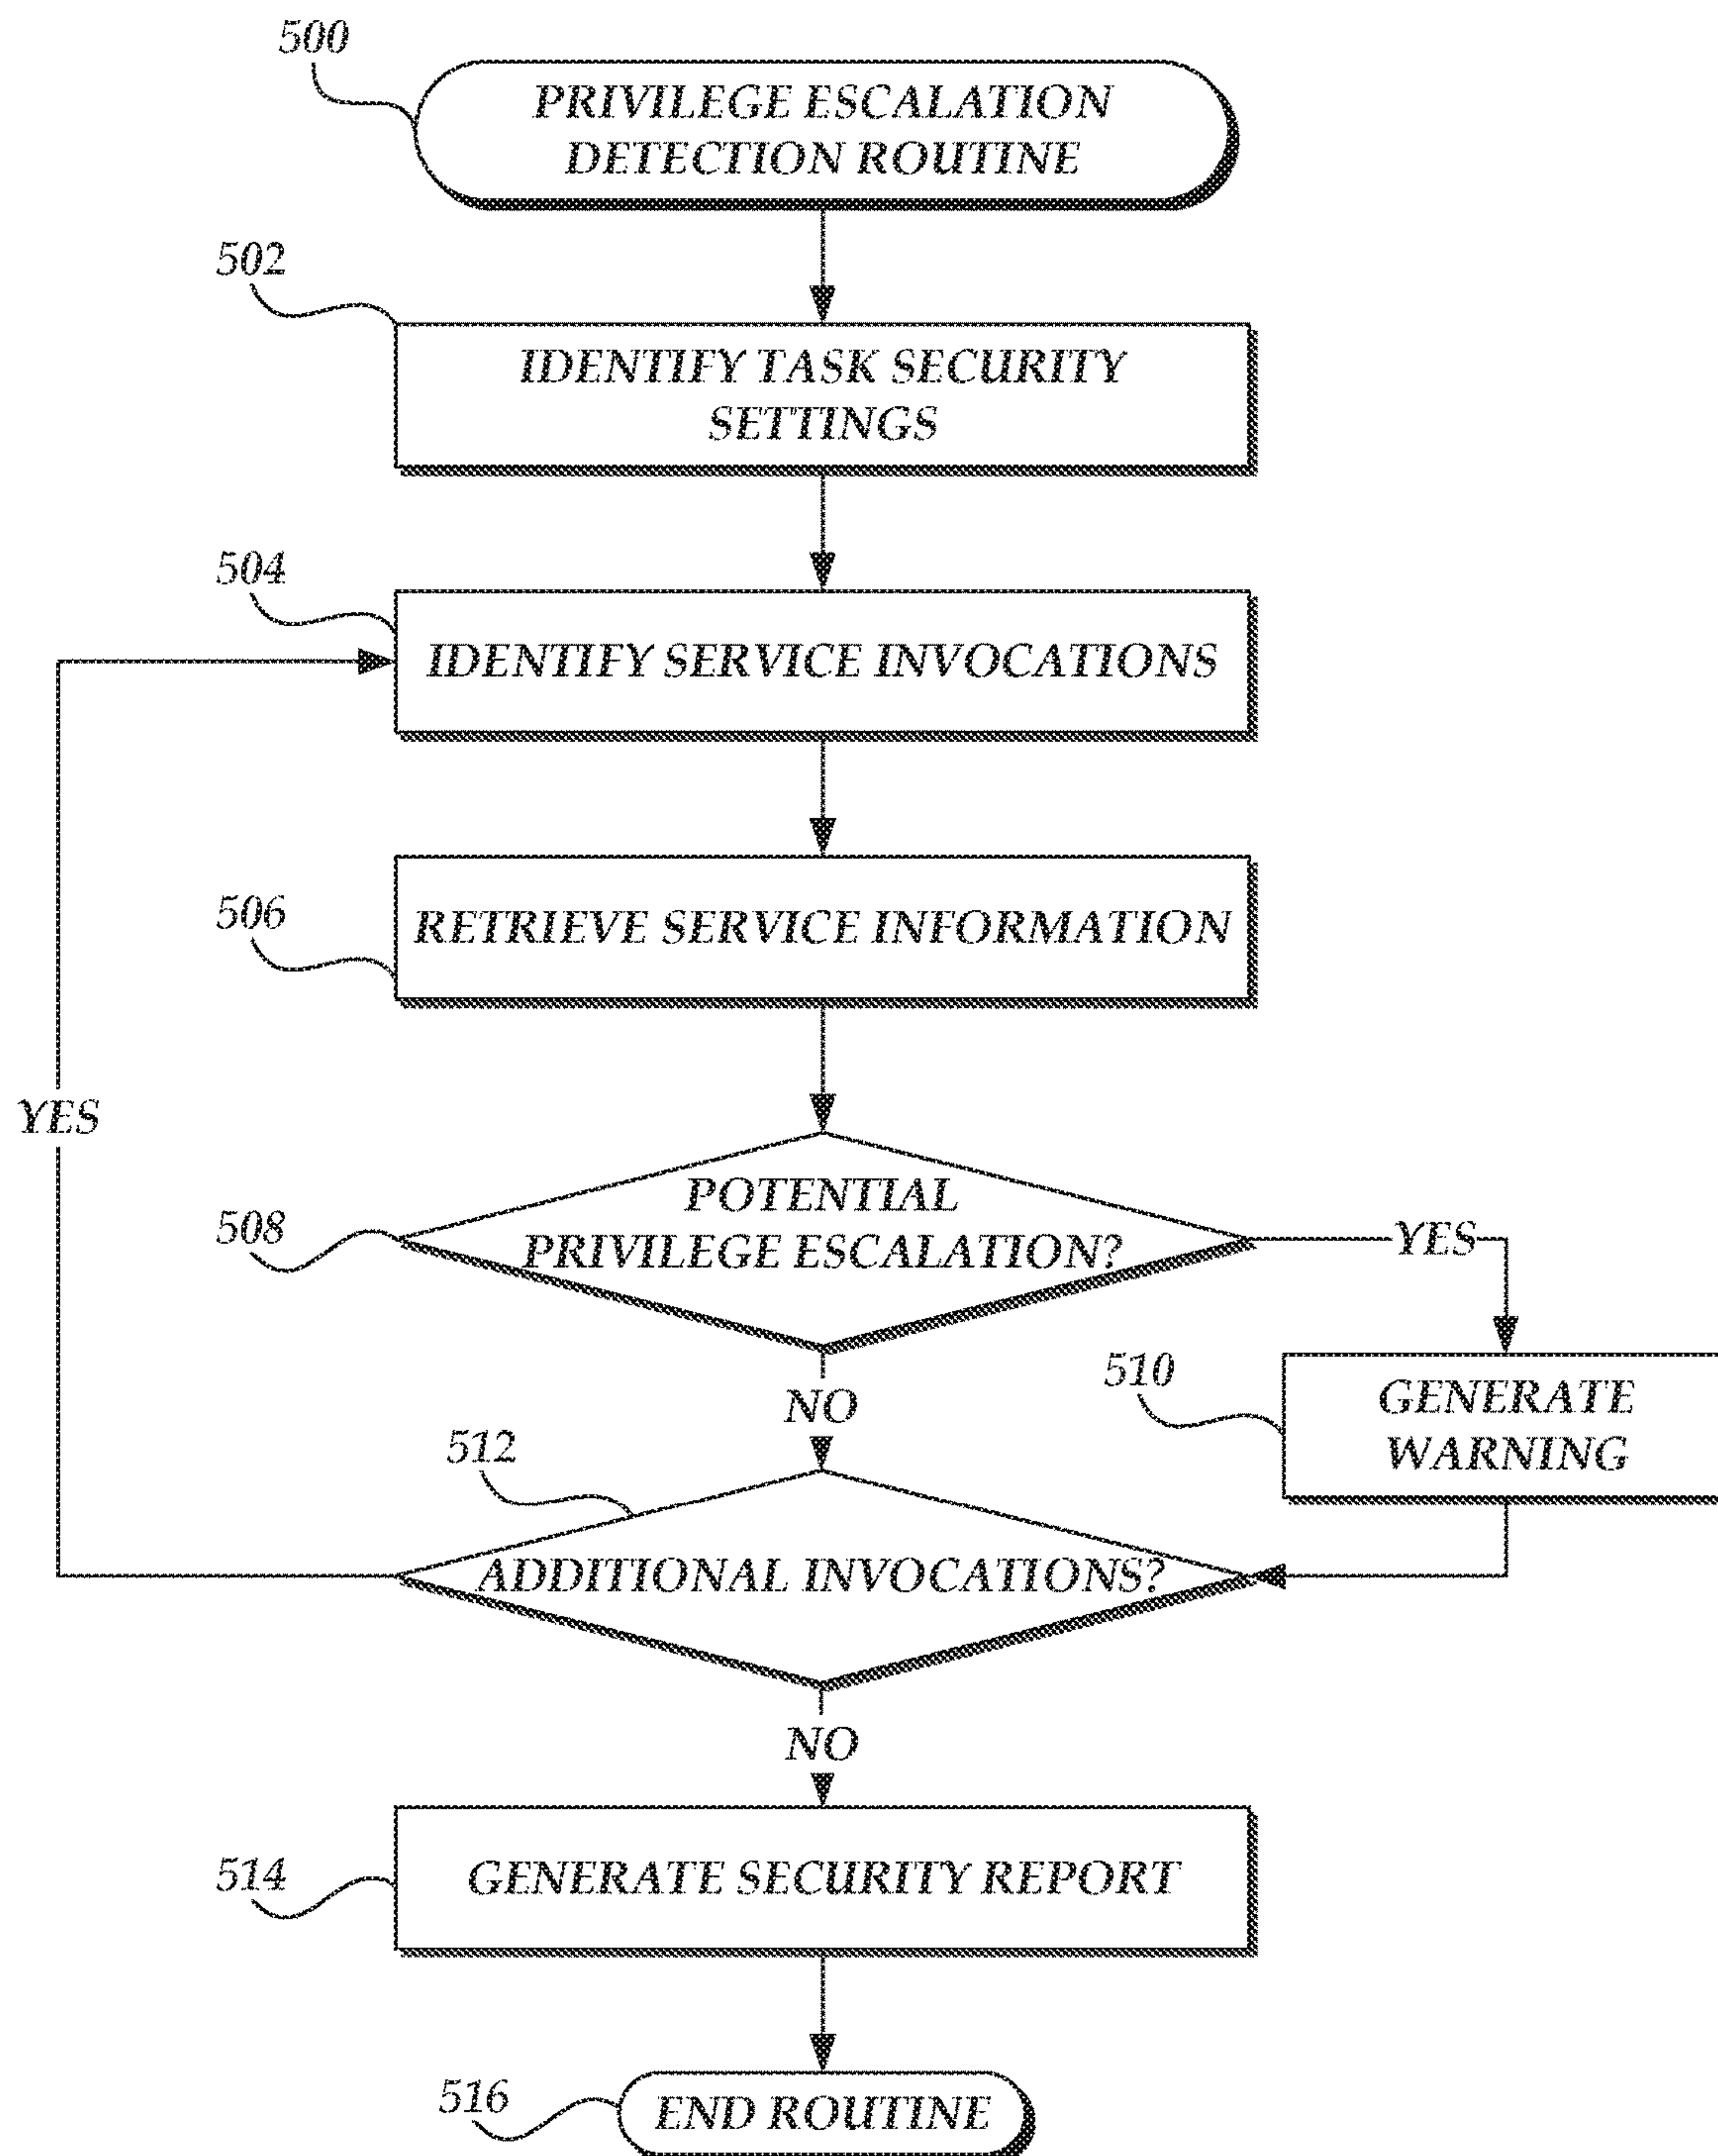 500
PRIVILEGE ESCALATION
DETECTION ROUTINE
502
IDENTIFY TASK SECURITY
SETTINGS
504
IDENTIFY SERVICE INVOCATIONS
506
RETRIEVE SERVICE INFORMATION
YES
508
POTENTIAL
PRIVILEGE ESCALATION?
YES
510
GENERATE
WARNING
NO
512
ADDITIONAL INVOCATIONS?
NO
514
GENERATE SECURITY REPORT
516
END ROUTINE